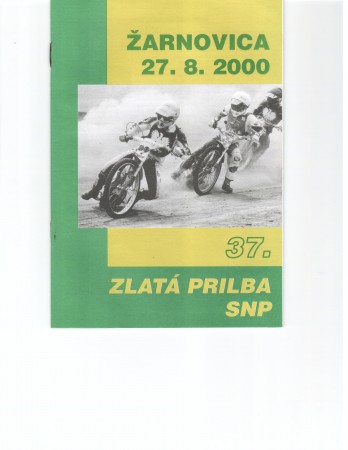 ŽARNOVICA
27. 8. 2000
37.
ZLATÁ PRILBA
SNP